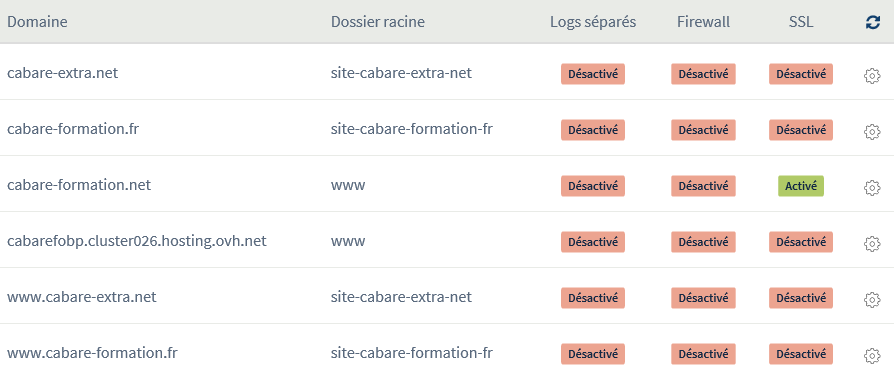 Domaine Dossier racine Logs séparés Firewall SSL
cabare-extra.net site-cabare-extra-net Désactivé Désactivé Désactivé
cabare-formation.fr site-cabare-formation-fr Désactivé Désactivé Désactivé
cabare-formation.net www Désactivé Désactivé Activé
cabarefobp.cluster026.hosting.ovh.net www Désactivé Désactivé Désactivé
www.cabare-extra.net site-cabare-extra-net Désactivé Désactivé Désactivé
www.cabare-formation.fr site-cabare-formation-fr Désactivé Désactivé Désactivé